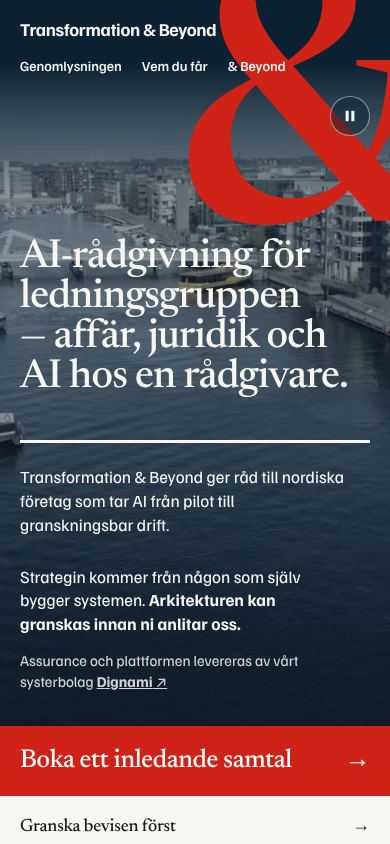 Transformation & Beyond
Genomlysningen Vem du får & Beyond
&
AI-rådgivning för
ledningsgruppen
– affär, juridik och
AI hos en rådgivare.
Transformation & Beyond ger råd till nordiska
företag som tar AI från pilot till
granskningsbar drift.
Strategin kommer från någon som själv
bygger systemen. Arkitekturen kan
granskas innan ni anlitar oss.
Assurance och plattformen levereras av vårt
systerbolag Dignami ↗
Boka ett inledande samtal →
Granska bevisen först →